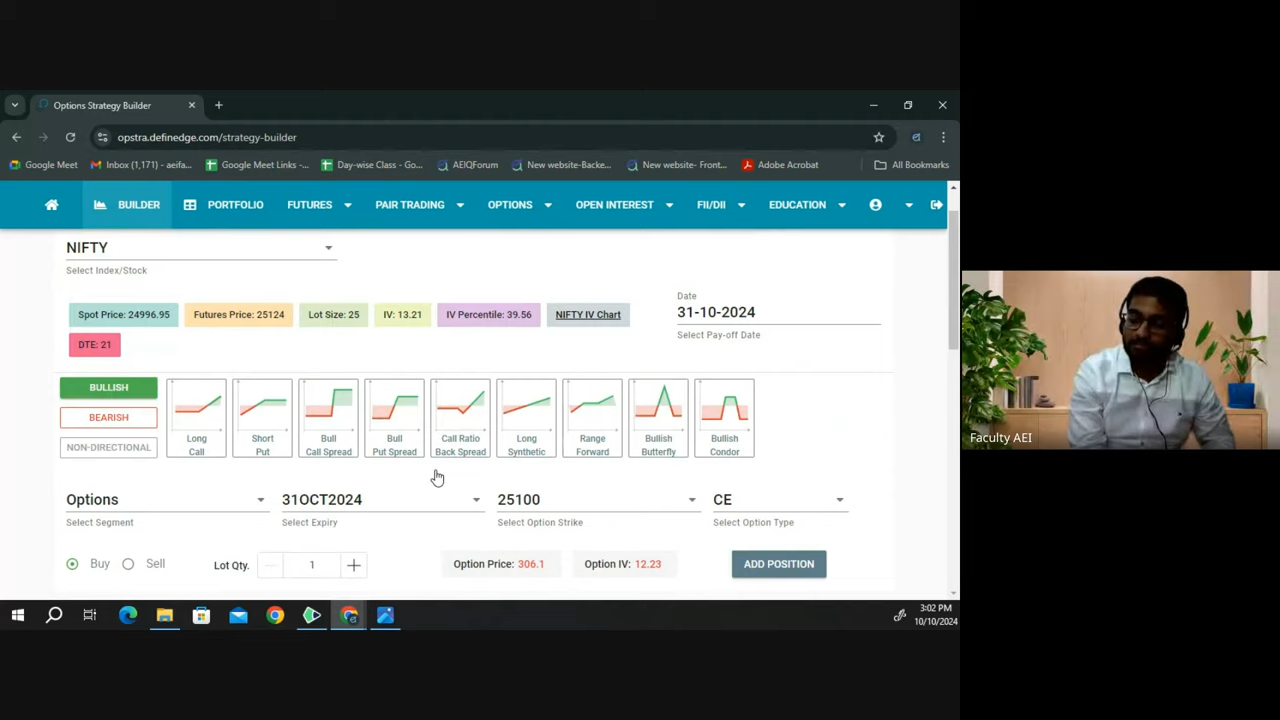 Options Strategy Builder
opstra.definedge.com/strategy-builder
Google Meet
Inbox (1,171) - aeifa...
Google Meet Links -...
Day-wise Class - Go...
AEIQForum
New website-Backe...
New website- Front...
Adobe Acrobat
All Bookmarks
BUILDER
PORTFOLIO
FUTURES
PAIR TRADING
OPTIONS
OPEN INTEREST
FII/DII
EDUCATION
NIFTY
Select Index/Stock
Spot Price: 24996.95
Futures Price: 25124
Lot Size: 25
IV: 13.21
IV Percentile: 39.56
NIFTY IV Chart
DTE: 21
Date
31-10-2024
Select Pay-off Date
BULLISH
BEARISH
NON-DIRECTIONAL
Long
Call
Short
Put
Bull
Call Spread
Bull
Put Spread
Call Ratio
Back Spread
Long
Synthetic
Range
Forward
Bullish
Butterfly
Bullish
Condor
Options
Select Segment
31OCT2024
Select Expiry
25100
Select Option Strike
CE
Select Option Type
Buy
Sell
Lot Qty.
1
Option Price: 306.1
Option IV: 12.23
ADD POSITION
3:02 PM
10/10/2024
Faculty AEI